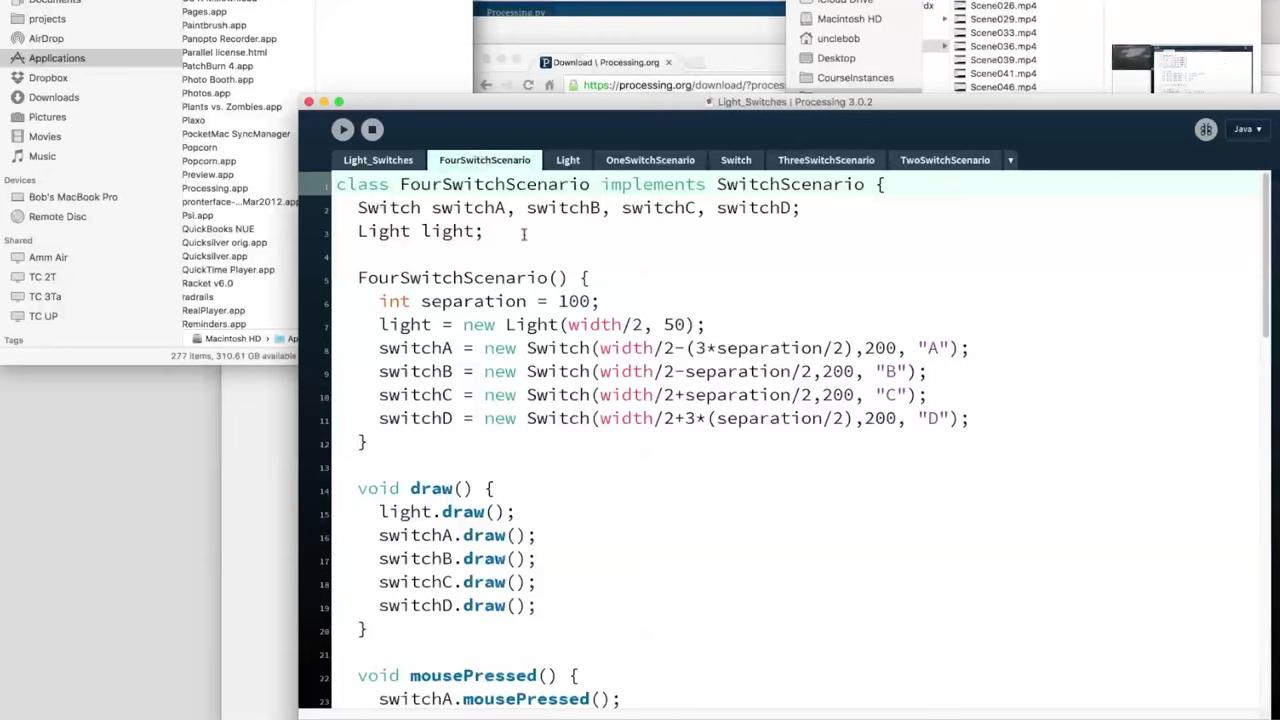 Documents
projects
AirDrop
Applications
Dropbox
Downloads
Pictures
Movies
Music
Devices
Bob's MacBook Pro
Remote Disc
Shared
Amm Air
TC 2T
TC 3Ta
TC UP
Tags
Pages.app
Paintbrush.app
Panopto Recorder.app
Parallel license.html
PatchBurn 4.app
Photo Booth.app
Photos.app
Plants vs. Zombies.app
Plaxo
PocketMac SyncManager
Popcorn
Popcorn.app
Preview.app
Processing.app
pronterface-...Mar2012.app
Psi.app
QuickBooks NUE
Quicksilver orig.app
Quicksilver.app
QuickTime Player.app
Racket v6.0
radrails
RealPlayer.app
Reminders.app
Macintosh HD
277 items, 310.61 GB available
Processing.py
Download \ Processing.org
https://processing.org/download/?proces
iCloud Drive
Macintosh HD
unclebob
Desktop
CourseInstances
Scene026.mp4
Scene029.mp4
Scene033.mp4
Scene036.mp4
Scene039.mp4
Scene041.mp4
Scene046.mp4
Light_Switches | Processing 3.0.2
Java ▾
Light_Switches FourSwitchScenario Light OneSwitchScenario Switch ThreeSwitchScenario TwoSwitchScenario ▾
1 class FourSwitchScenario implements SwitchScenario {
2 Switch switchA, switchB, switchC, switchD;
3 Light light;
4
5 FourSwitchScenario() {
6 int separation = 100;
7 light = new Light(width/2, 50);
8 switchA = new Switch(width/2-(3*separation/2),200, "A");
9 switchB = new Switch(width/2-separation/2,200, "B");
10 switchC = new Switch(width/2+separation/2,200, "C");
11 switchD = new Switch(width/2+3*(separation/2),200, "D");
12 }
13
14 void draw() {
15 light.draw();
16 switchA.draw();
17 switchB.draw();
18 switchC.draw();
19 switchD.draw();
20 }
21
22 void mousePressed() {
23 switchA.mousePressed();